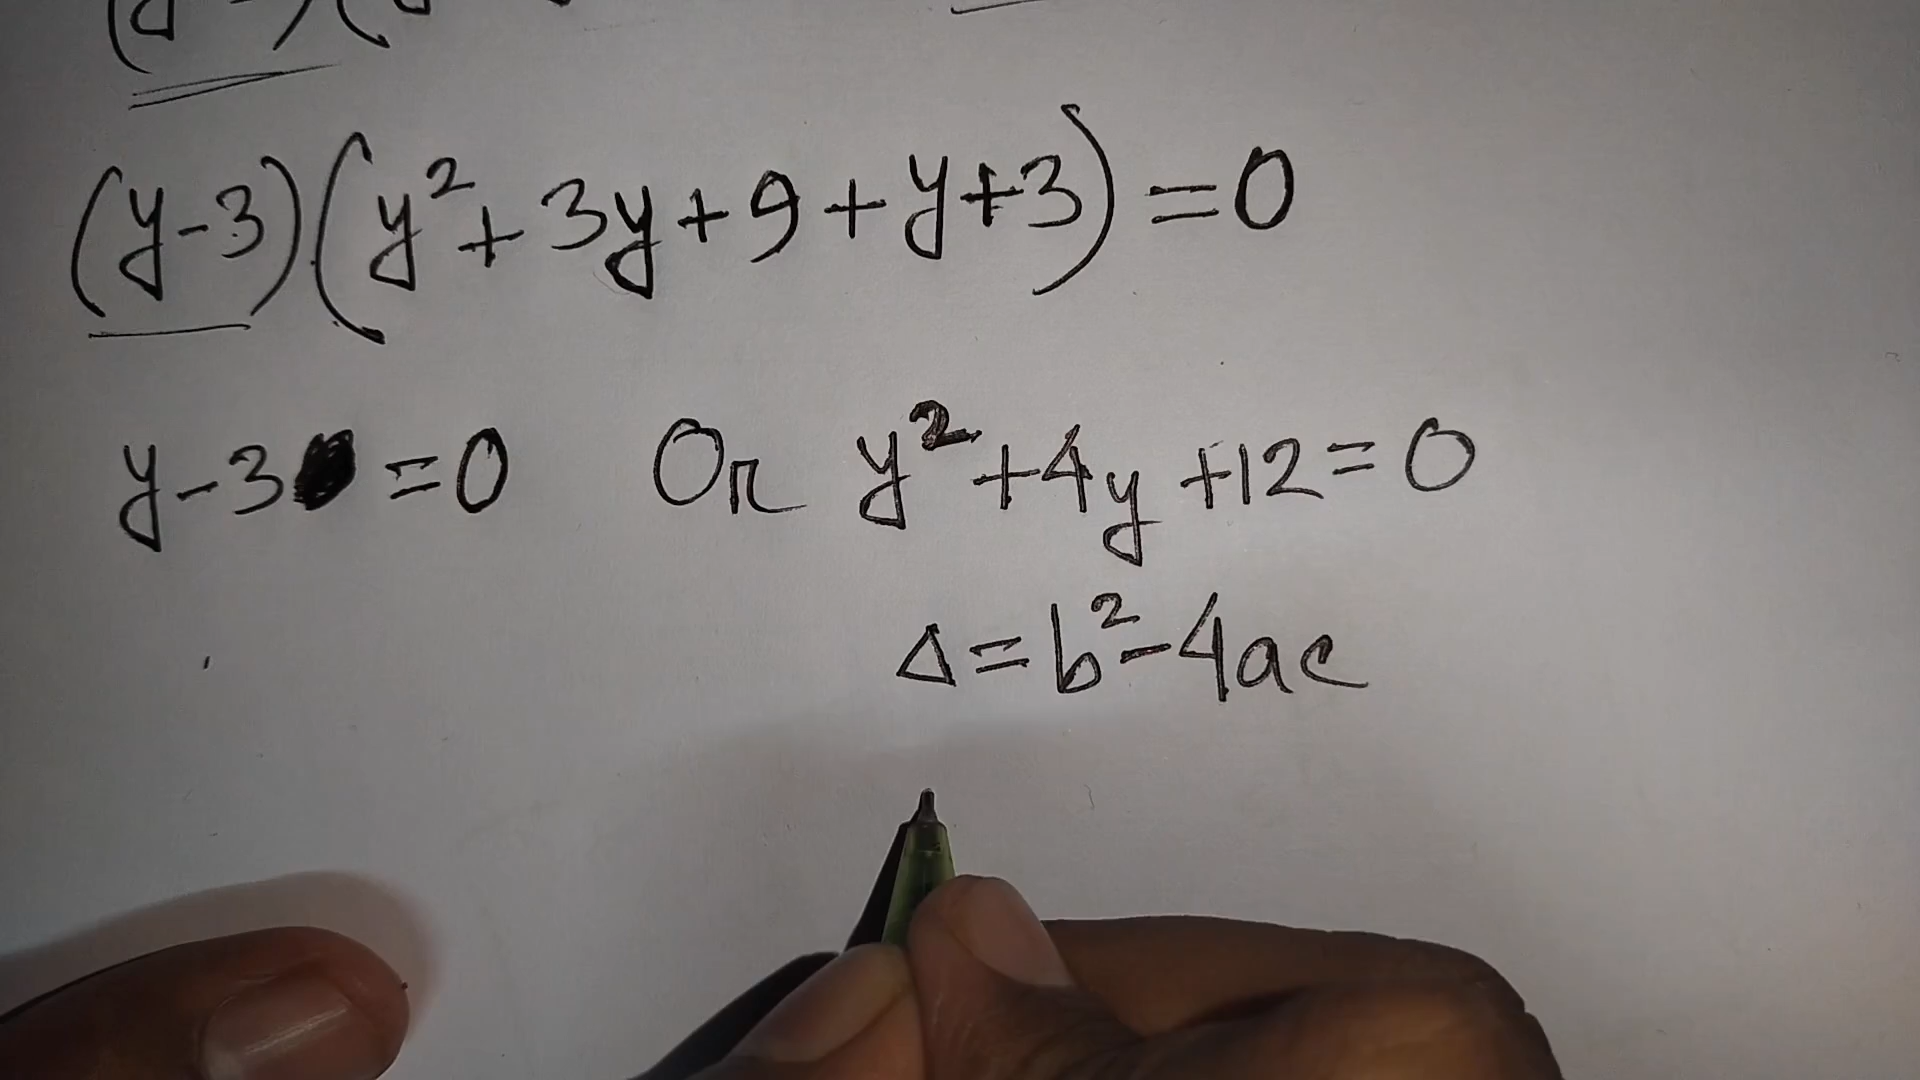 (y-3)(y²+3y+9+y+3)=0
y-3=0 Or y²+4y+12=0
Δ=b²-4ac